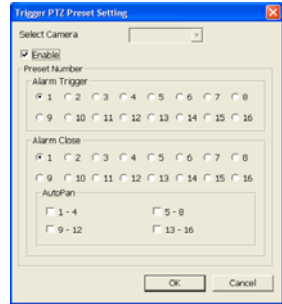 Trigger PTZ Preset Setting
Select Camera
Enable
Preset Number
Alarm Trigger
1 2 3 4 5 6 7 8
9 10 11 12 13 14 15 16
Alarm Close
1 2 3 4 5 6 7 8
9 10 11 12 13 14 15 16
AutoPan
1 - 4 5 - 8
9 - 12 13 - 16
OK Cancel